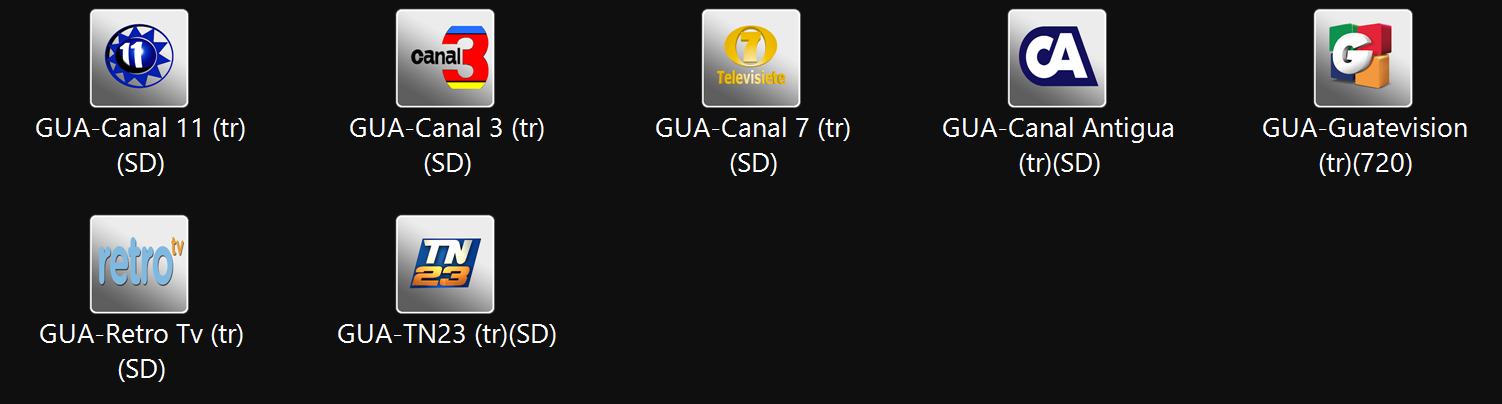 11
canal 3
7
Televisiete
CA
G
GUA-Canal 11 (tr)
(SD)
GUA-Canal 3 (tr)
(SD)
GUA-Canal 7 (tr)
(SD)
GUA-Canal Antigua
(tr)(SD)
GUA-Guatevision
(tr)(720)
retro tv
TN
23
GUA-Retro Tv (tr)
(SD)
GUA-TN23 (tr)(SD)